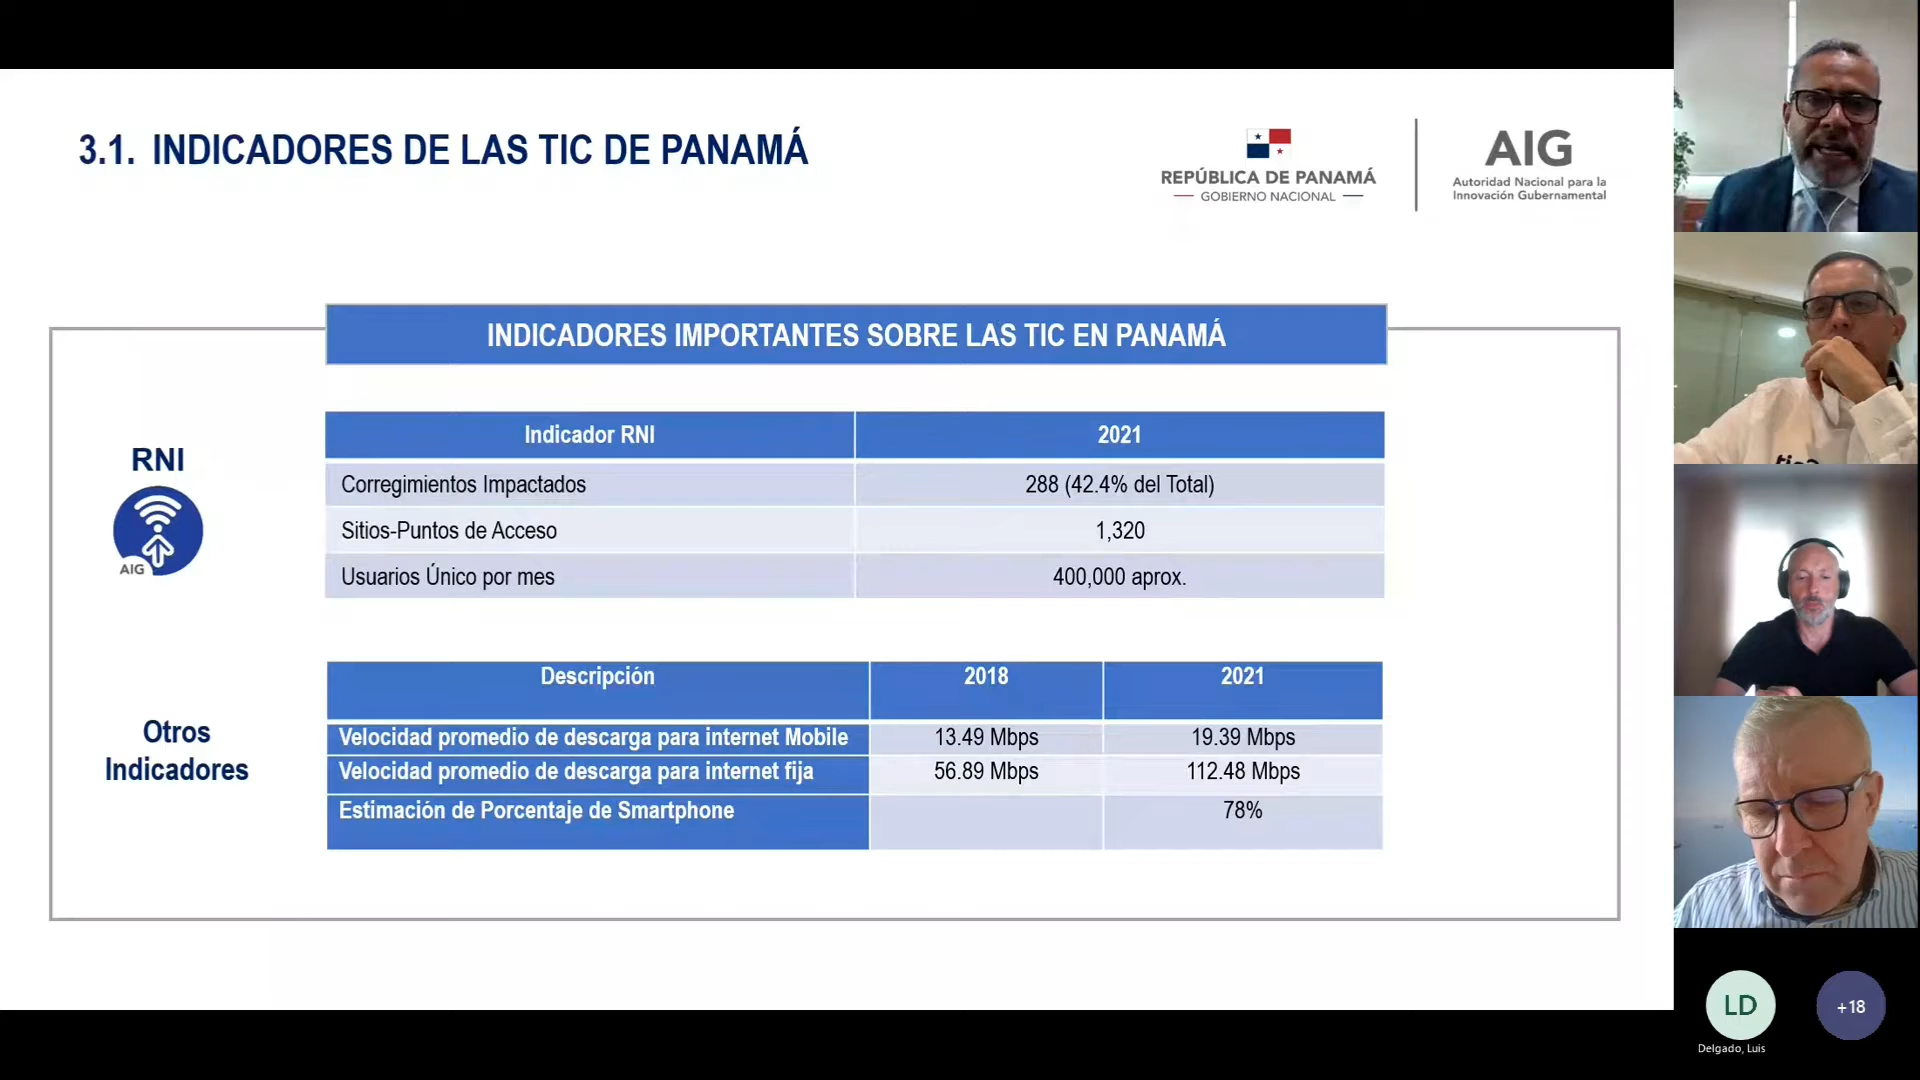 3.1. INDICADORES DE LAS TIC DE PANAMÁ
REPÚBLICA DE PANAMÁ
GOBIERNO NACIONAL
AIG
Autoridad Nacional para la
Innovación Gubernamental
INDICADORES IMPORTANTES SOBRE LAS TIC EN PANAMÁ
RNI
AIG
Indicador RNI 2021
Corregimientos Impactados 288 (42.4% del Total)
Sitios-Puntos de Acceso 1,320
Usuarios Único por mes 400,000 aprox.
Otros
Indicadores
Descripción 2018 2021
Velocidad promedio de descarga para internet Mobile 13.49 Mbps 19.39 Mbps
Velocidad promedio de descarga para internet fija 56.89 Mbps 112.48 Mbps
Estimación de Porcentaje de Smartphone 78%
LD
Delgado, Luis
+18